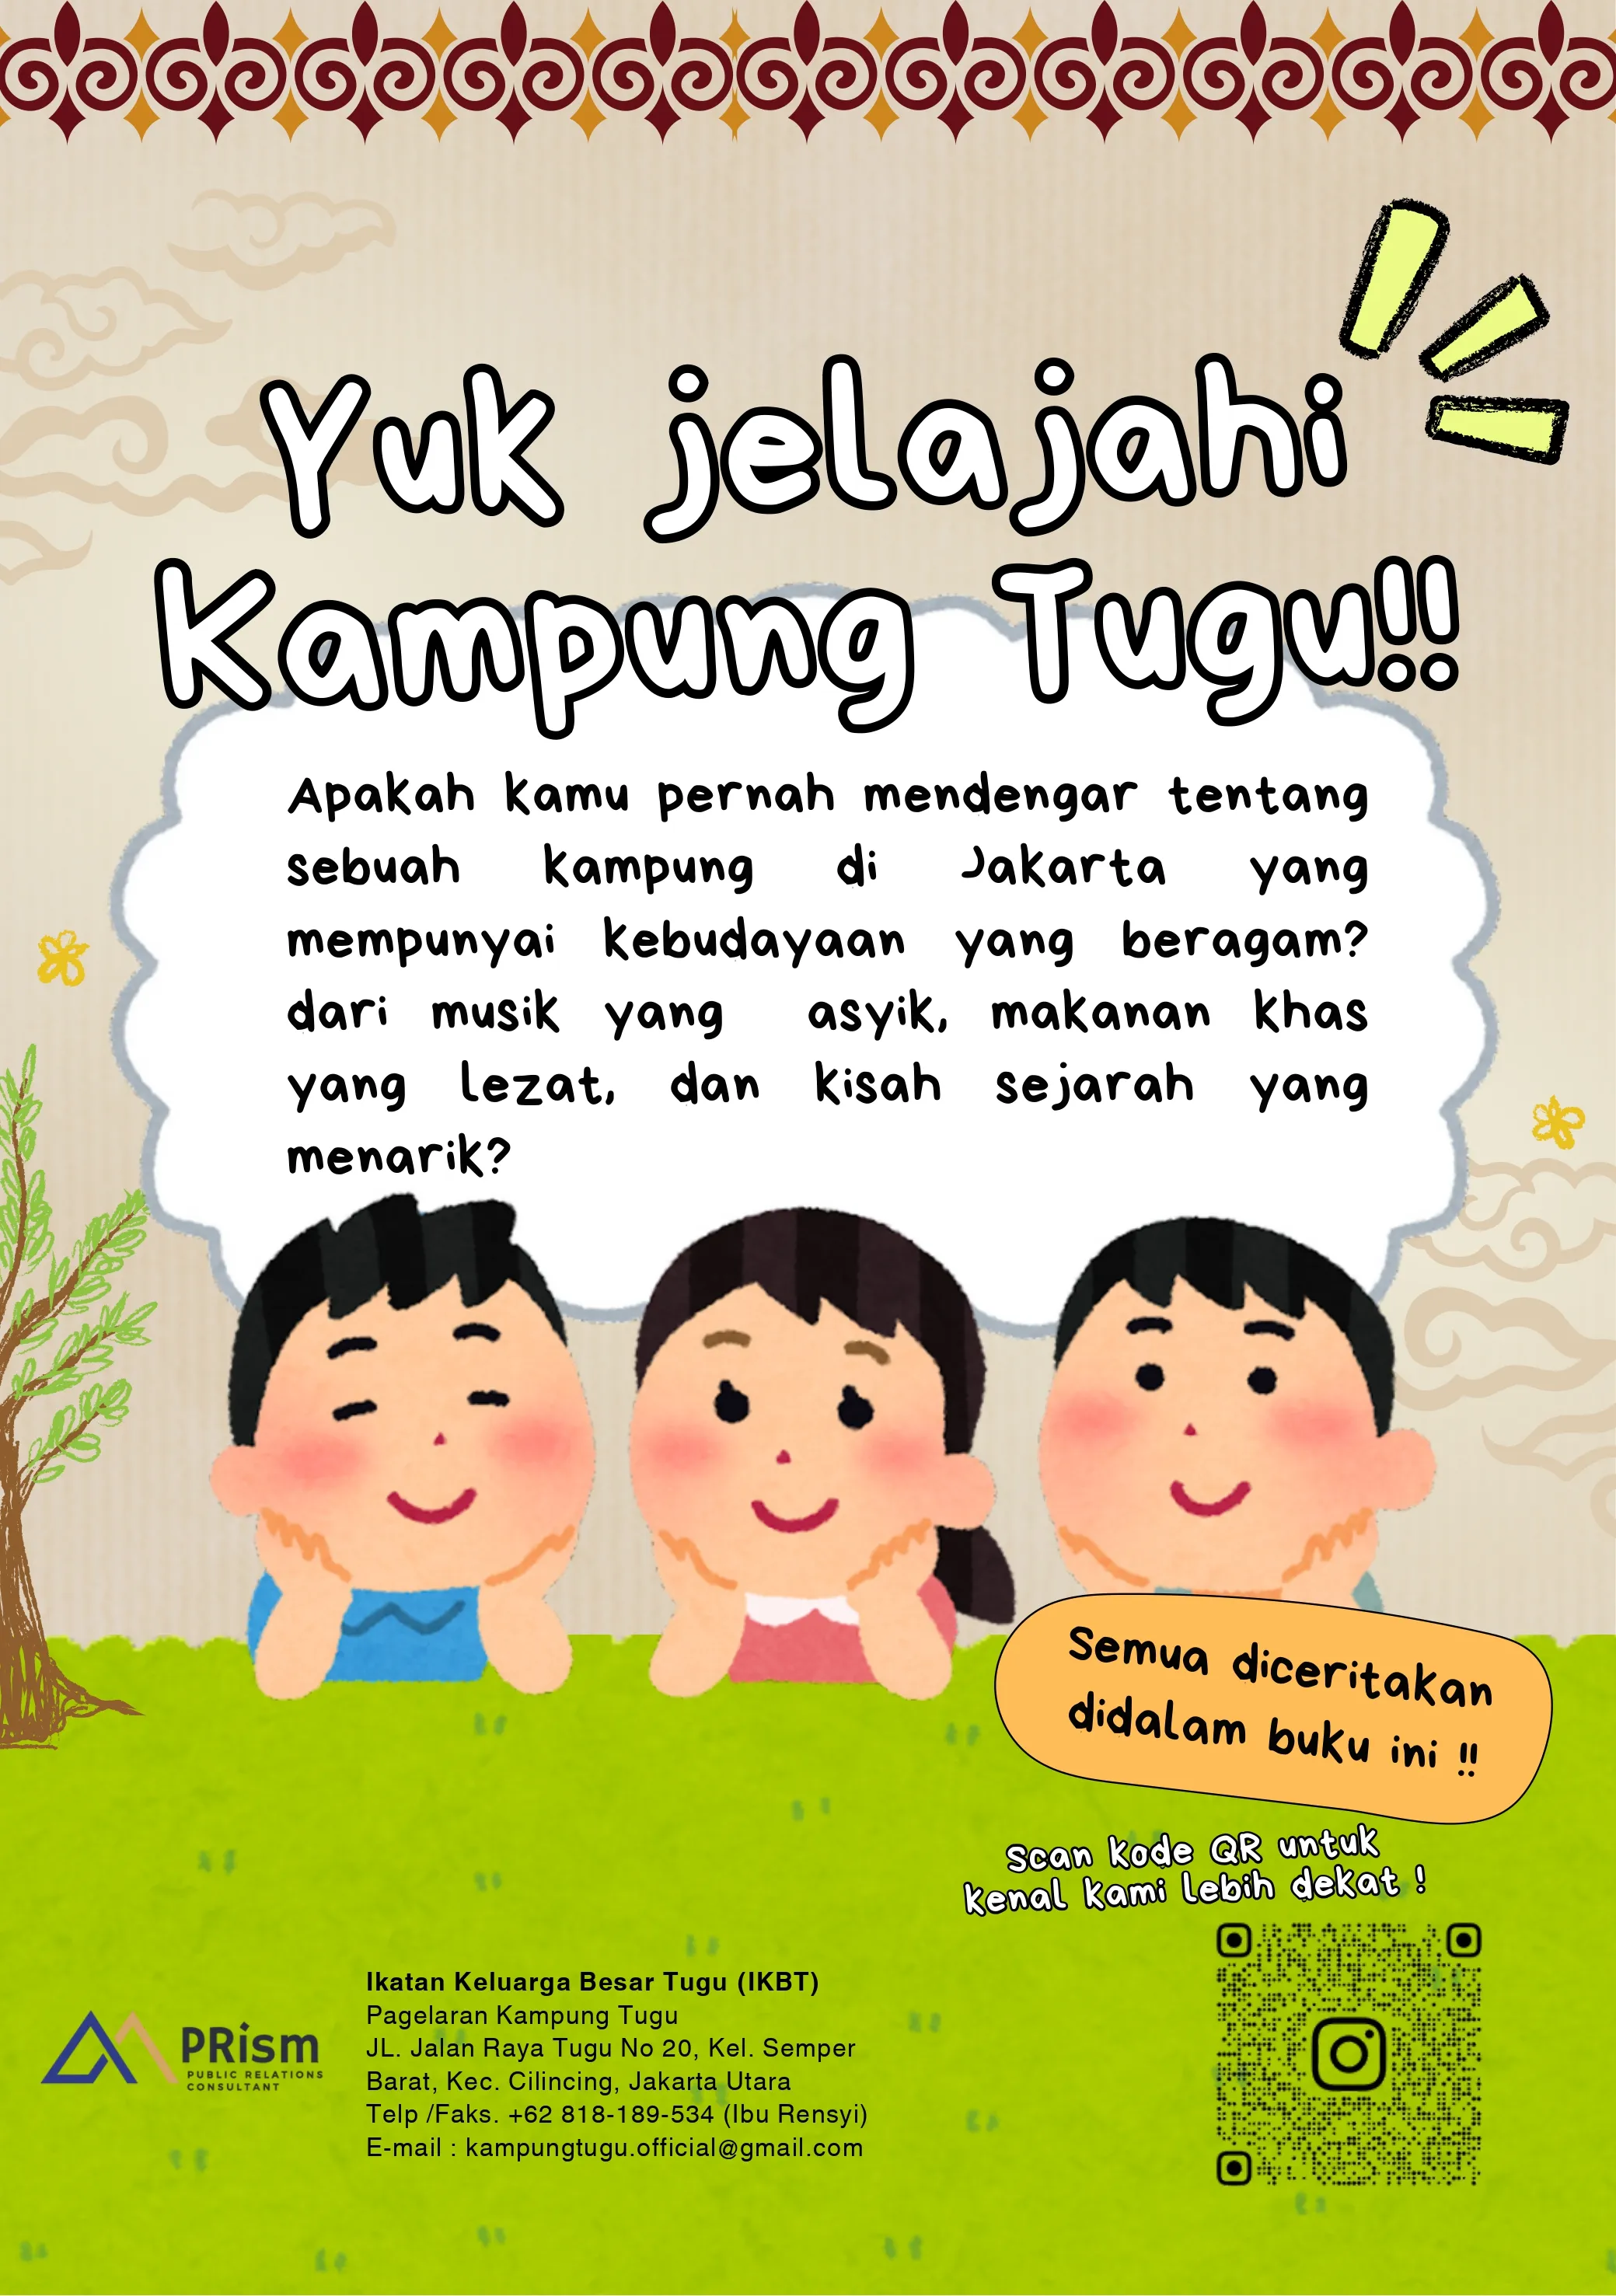 Yuk jelajahi
Kampung Tugu!!
Apakah kamu pernah mendengar tentang
sebuah kampung di Jakarta yang
mempunyai kebudayaan yang beragam?
dari musik yang asyik, makanan khas
yang lezat, dan kisah sejarah yang
menarik?
Semua diceritakan
didalam buku ini !!
Scan kode QR untuk
kenal kami lebih dekat !
PRism
PUBLIC RELATIONS
CONSULTANT
Ikatan Keluarga Besar Tugu (IKBT)
Pagelaran Kampung Tugu
JL. Jalan Raya Tugu No 20, Kel. Semper
Barat, Kec. Cilincing, Jakarta Utara
Telp /Faks. +62 818-189-534 (Ibu Rensyi)
E-mail : kampungtugu.official@gmail.com